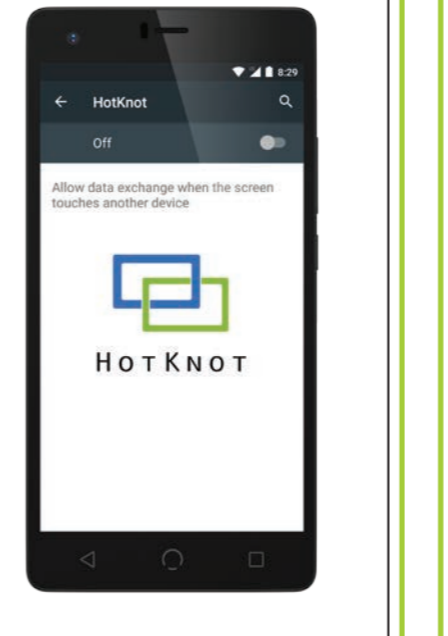 8:29
HotKnot
Off
Allow data exchange when the screen
touches another device
HOTKNOT